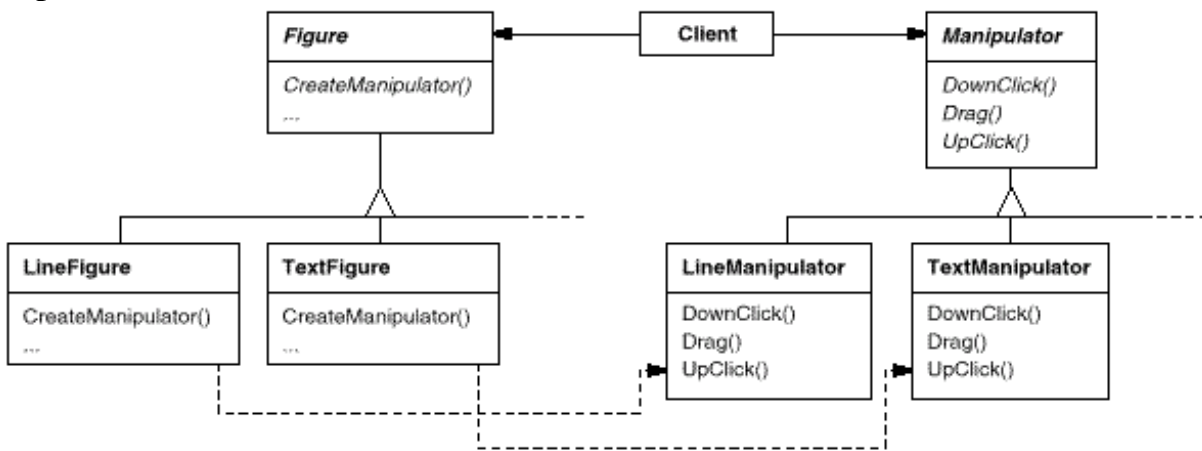 Figure
CreateManipulator()
...
Client
Manipulator
DownClick()
Drag()
UpClick()
LineFigure
CreateManipulator()
...
TextFigure
CreateManipulator()
...
LineManipulator
DownClick()
Drag()
UpClick()
TextManipulator
DownClick()
Drag()
UpClick()